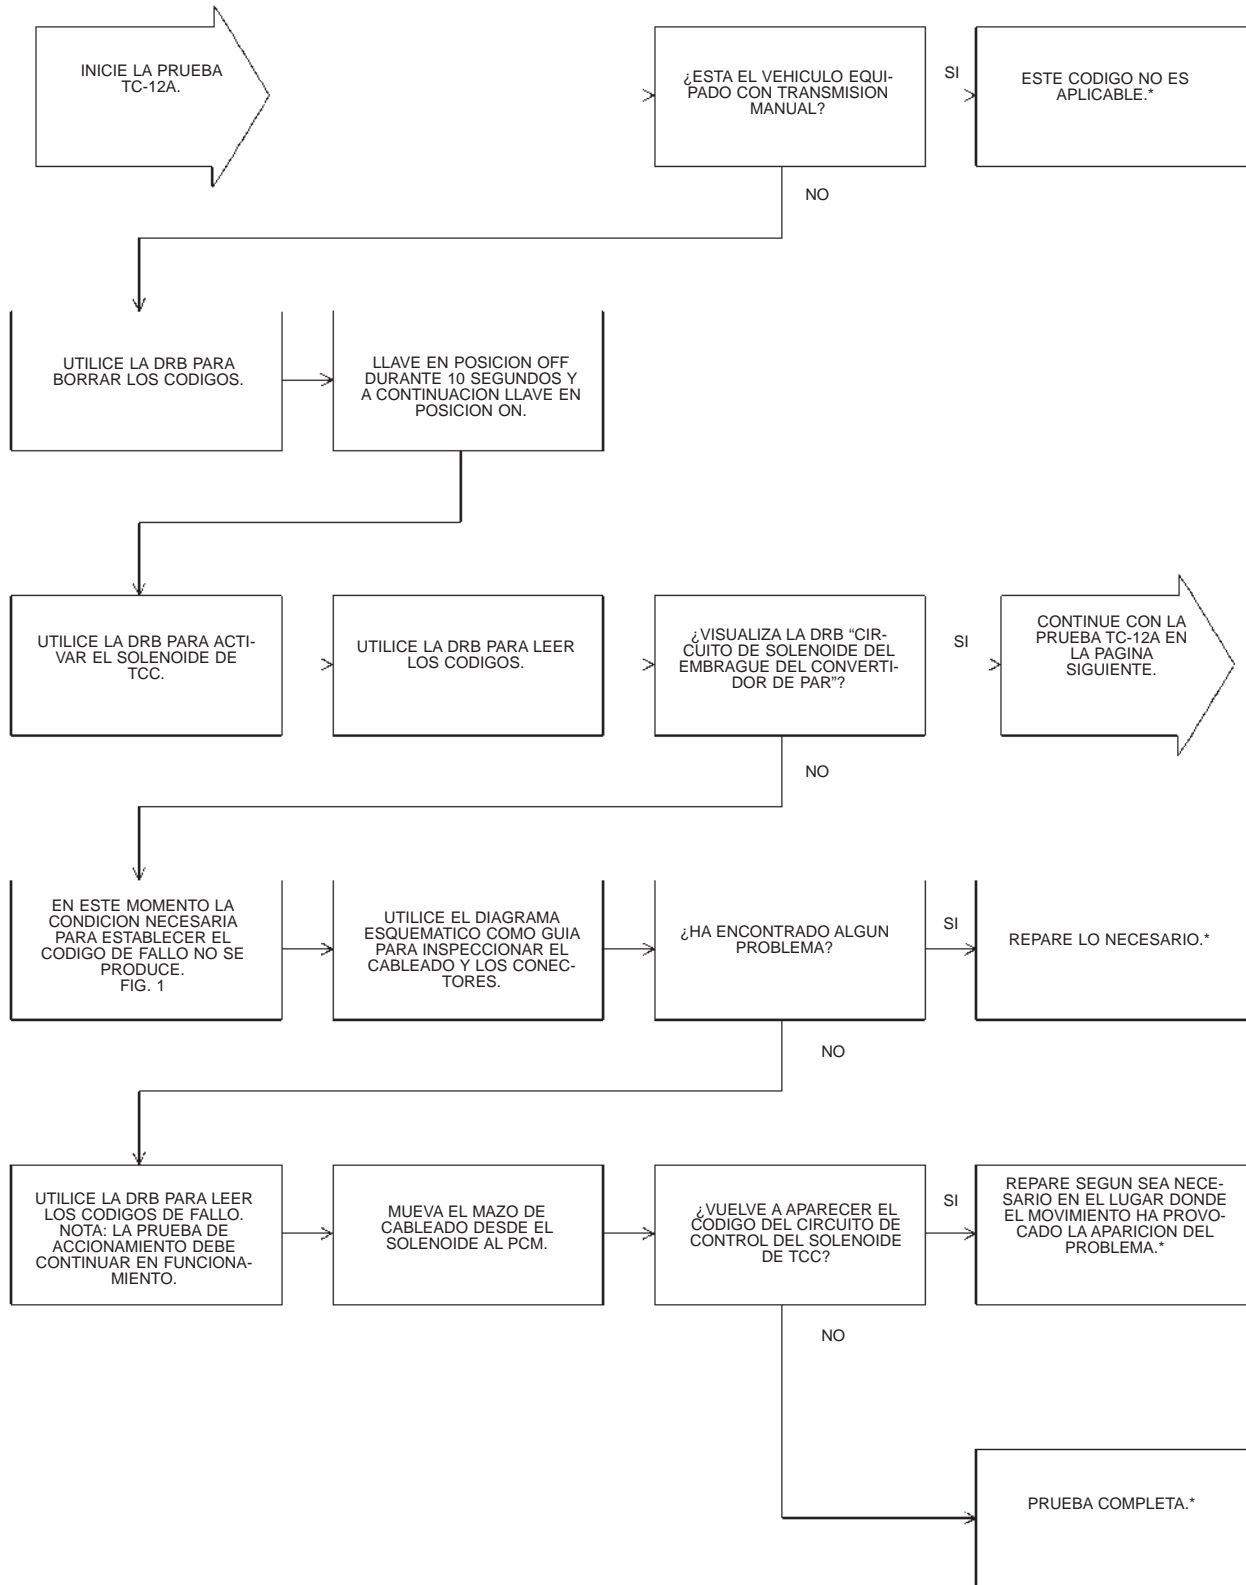 INICIE LA PRUEBA
TC-12A.
¿ESTA EL VEHICULO EQUI-
PADO CON TRANSMISION
MANUAL?
SI
ESTE CODIGO NO ES
APLICABLE.*
NO
UTILICE LA DRB PARA
BORRAR LOS CODIGOS.
LLAVE EN POSICION OFF
DURANTE 10 SEGUNDOS Y
A CONTINUACION LLAVE EN
POSICION ON.
UTILICE LA DRB PARA ACTI-
VAR EL SOLENOIDE DE
TCC.
UTILICE LA DRB PARA LEER
LOS CODIGOS.
¿VISUALIZA LA DRB “CIR-
CUITO DE SOLENOIDE DEL
EMBRAGUE DEL CONVERTI-
DOR DE PAR”?
SI
CONTINUE CON LA
PRUEBA TC-12A EN
LA PAGINA
SIGUIENTE.
NO
EN ESTE MOMENTO LA
CONDICION NECESARIA
PARA ESTABLECER EL
CODIGO DE FALLO NO SE
PRODUCE.
FIG. 1
UTILICE EL DIAGRAMA
ESQUEMATICO COMO GUIA
PARA INSPECCIONAR EL
CABLEADO Y LOS CONEC-
TORES.
¿HA ENCONTRADO ALGUN
PROBLEMA?
SI
REPARE LO NECESARIO.*
NO
UTILICE LA DRB PARA LEER
LOS CODIGOS DE FALLO.
NOTA: LA PRUEBA DE
ACCIONAMIENTO DEBE
CONTINUAR EN FUNCIONA-
MIENTO.
MUEVA EL MAZO DE
CABLEADO DESDE EL
SOLENOIDE AL PCM.
¿VUELVE A APARECER EL
CODIGO DEL CIRCUITO DE
CONTROL DEL SOLENOIDE
DE TCC?
SI
REPARE SEGUN SEA NECE-
SARIO EN EL LUGAR DONDE
EL MOVIMIENTO HA PROVO-
CADO LA APARICION DEL
PROBLEMA.*
NO
PRUEBA COMPLETA.*